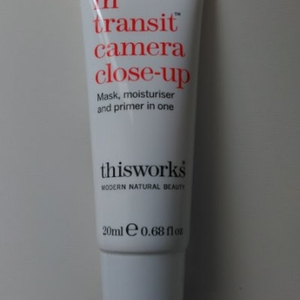 in
transit™
camera
close-up
Mask, moisturiser
and primer in one
thisworks®
MODERN NATURAL BEAUTY
20ml ℮ 0.68 fl oz